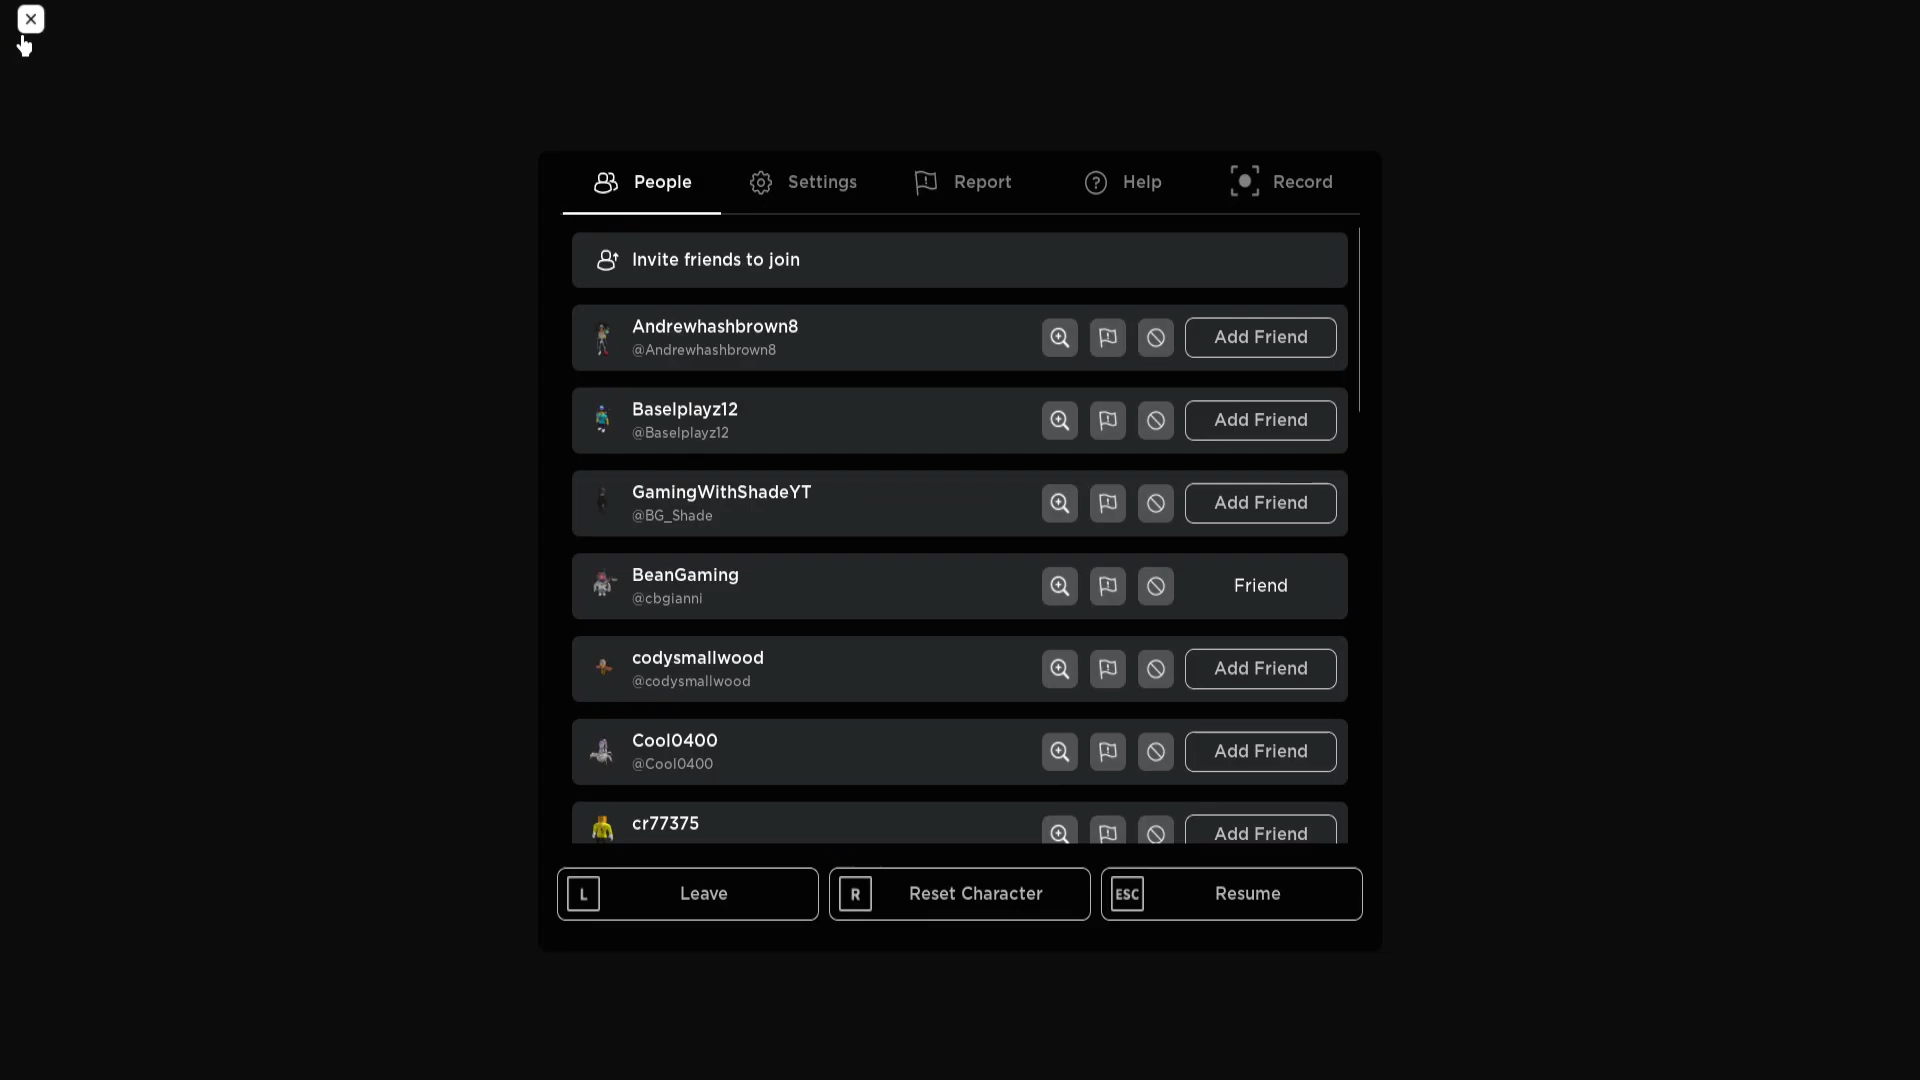 People
Settings
Report
Help
Record
Invite friends to join
Andrewhashbrown8
@Andrewhashbrown8
Add Friend
Baselplayz12
@Baselplayz12
Add Friend
GamingWithShadeYT
@BG_Shade
Add Friend
BeanGaming
@cbgianni
Friend
codysmallwood
@codysmallwood
Add Friend
Cool0400
@Cool0400
Add Friend
cr77375
Add Friend
L Leave
R Reset Character
ESC Resume